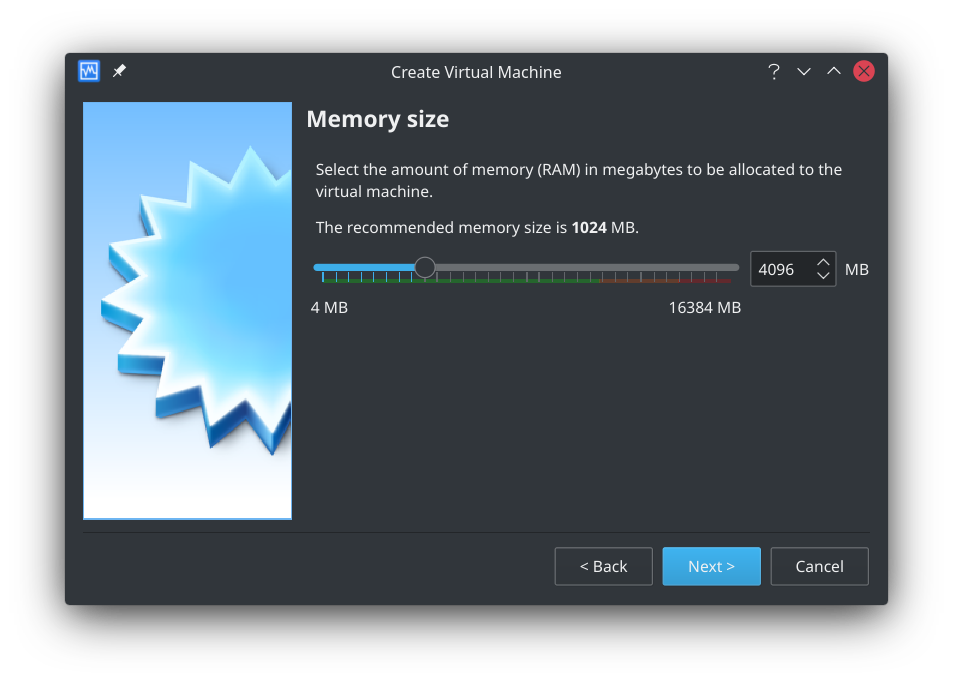 Create Virtual Machine
Memory size
Select the amount of memory (RAM) in megabytes to be allocated to the
virtual machine.
The recommended memory size is 1024 MB.
4096 MB
4 MB 16384 MB
< Back Next > Cancel